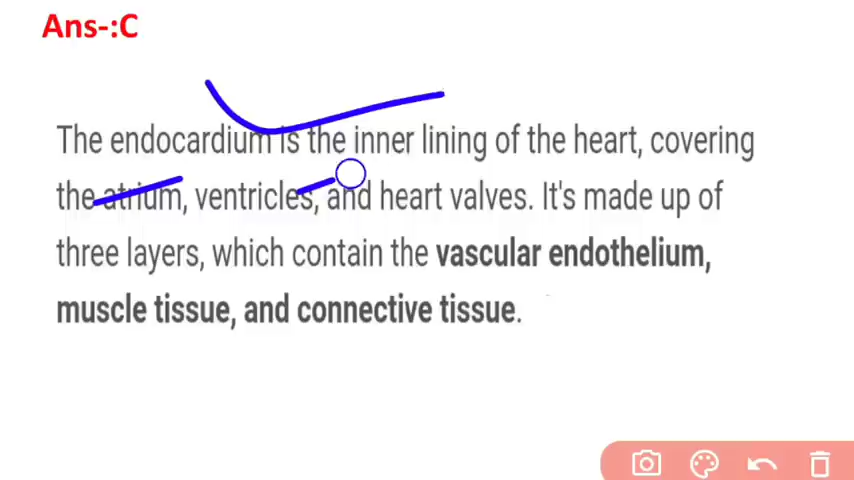 Ans-:C
The endocardium is the inner lining of the heart, covering
the atrium, ventricles, and heart valves. It's made up of
three layers, which contain the vascular endothelium,
muscle tissue, and connective tissue.